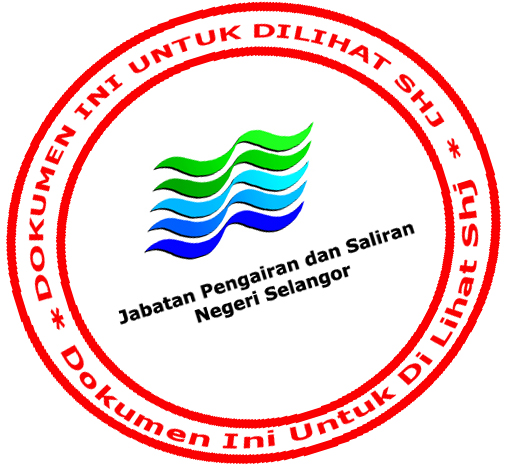 * DOKUMEN INI UNTUK DILIHAT SHJ *
Jabatan Pengairan dan Saliran
Negeri Selangor
Dokumen Ini Untuk Di Lihat Shj